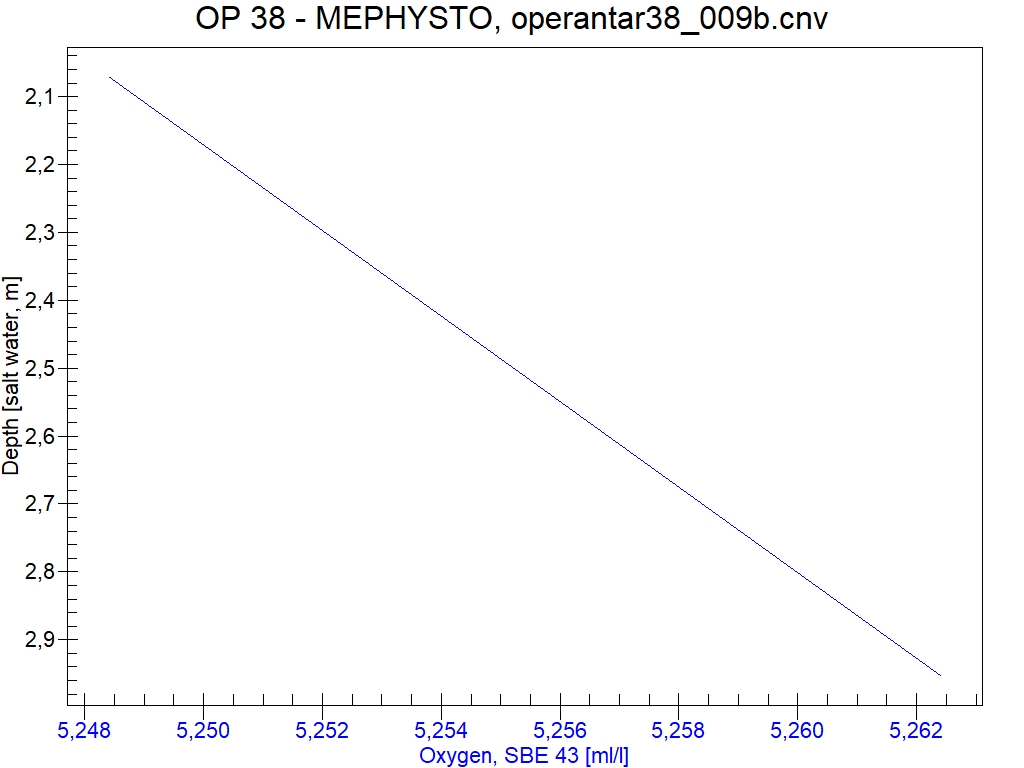 OP 38 - MEPHYSTO, operantar38_009b.cnv
2,1
2,2
2,3
2,4
2,5
2,6
2,7
2,8
2,9
Depth [salt water, m]
5,248 5,250 5,252 5,254 5,256 5,258 5,260 5,262
Oxygen, SBE 43 [ml/l]